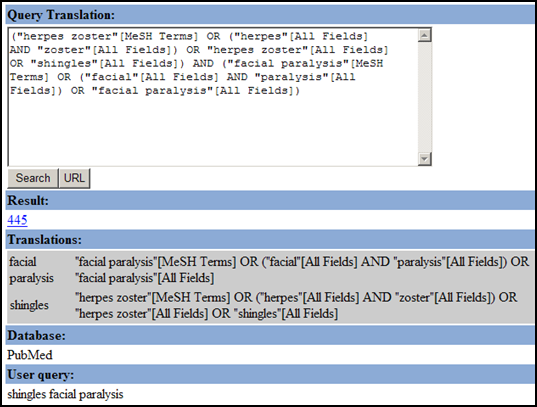 Query Translation:
("herpes zoster"[MeSH Terms] OR ("herpes"[All Fields]
AND "zoster"[All Fields]) OR "herpes zoster"[All Fields]
OR "shingles"[All Fields]) AND ("facial paralysis"[MeSH
Terms] OR ("facial"[All Fields] AND "paralysis"[All
Fields]) OR "facial paralysis"[All Fields])
Search URL
Result:
445
Translations:
facial paralysis "facial paralysis"[MeSH Terms] OR ("facial"[All Fields] AND "paralysis"[All Fields]) OR
"facial paralysis"[All Fields]
shingles "herpes zoster"[MeSH Terms] OR ("herpes"[All Fields] AND "zoster"[All Fields]) OR
"herpes zoster"[All Fields] OR "shingles"[All Fields]
Database:
PubMed
User query:
shingles facial paralysis